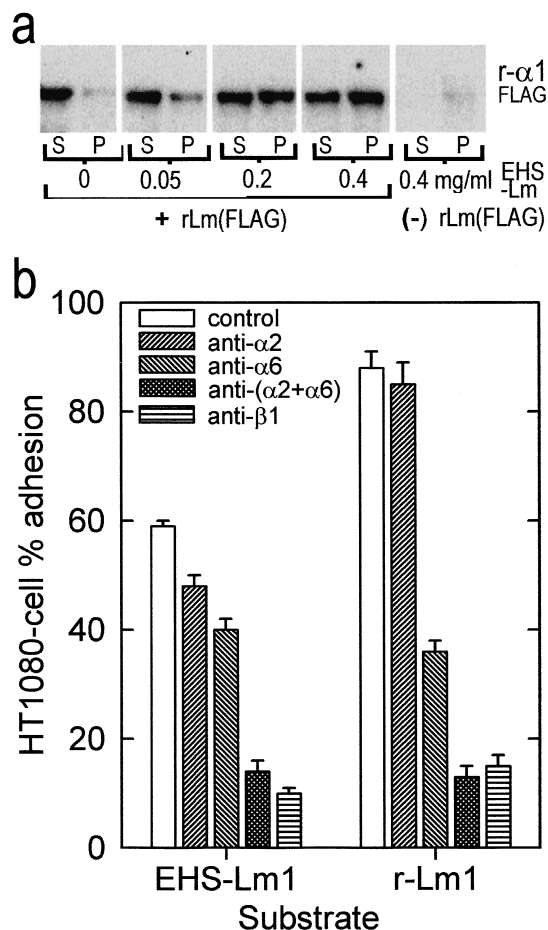 a
r-α1
FLAG
S P S P S P S P S P
0 0.05 0.2 0.4 0.4 mg/ml EHS
-Lm
+ rLm(FLAG) (-) rLm(FLAG)
b
100
80
60
40
20
0
HT1080-cell % adhesion
control
anti-α2
anti-α6
anti-(α2+α6)
anti-β1
EHS-Lm1 r-Lm1
Substrate